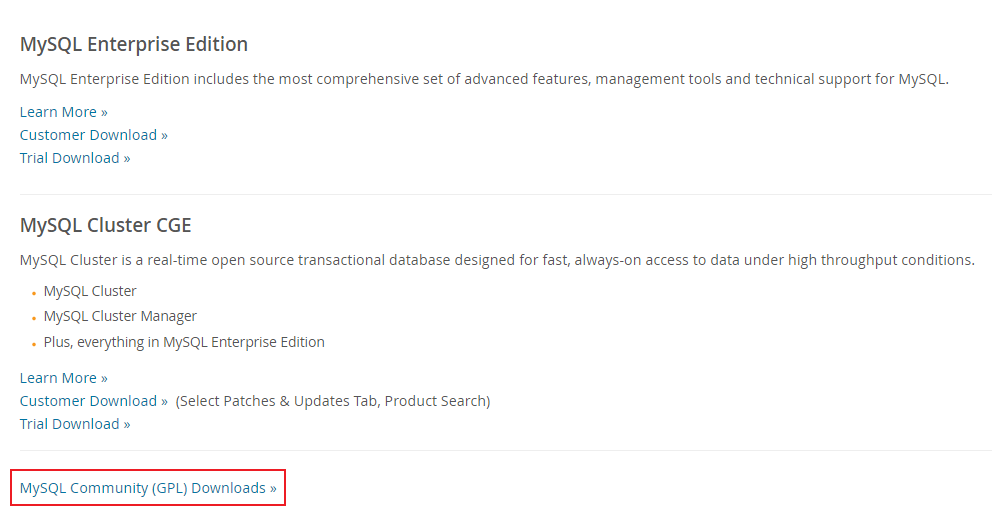 MySQL Enterprise Edition
MySQL Enterprise Edition includes the most comprehensive set of advanced features, management tools and technical support for MySQL.
Learn More »
Customer Download »
Trial Download »
MySQL Cluster CGE
MySQL Cluster is a real-time open source transactional database designed for fast, always-on access to data under high throughput conditions.
• MySQL Cluster
• MySQL Cluster Manager
• Plus, everything in MySQL Enterprise Edition
Learn More »
Customer Download » (Select Patches & Updates Tab, Product Search)
Trial Download »
MySQL Community (GPL) Downloads »